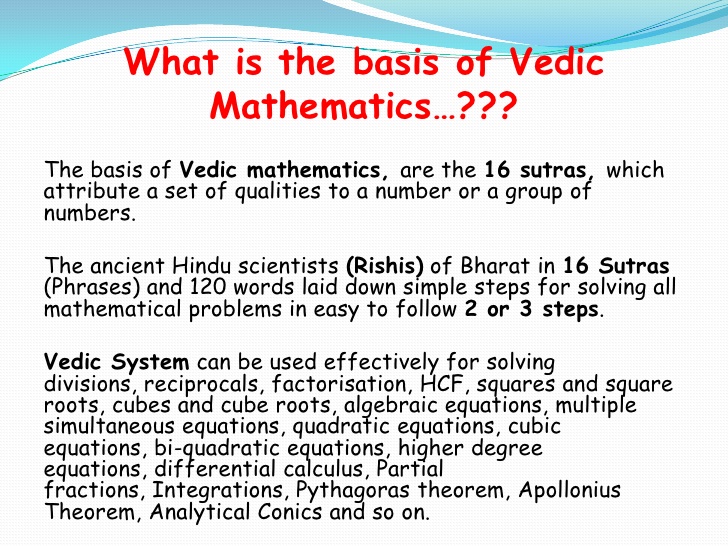 What is the basis of Vedic
Mathematics…???
The basis of Vedic mathematics, are the 16 sutras, which
attribute a set of qualities to a number or a group of
numbers.
The ancient Hindu scientists (Rishis) of Bharat in 16 Sutras
(Phrases) and 120 words laid down simple steps for solving all
mathematical problems in easy to follow 2 or 3 steps.
Vedic System can be used effectively for solving
divisions, reciprocals, factorisation, HCF, squares and square
roots, cubes and cube roots, algebraic equations, multiple
simultaneous equations, quadratic equations, cubic
equations, bi-quadratic equations, higher degree
equations, differential calculus, Partial
fractions, Integrations, Pythagoras theorem, Apollonius
Theorem, Analytical Conics and so on.